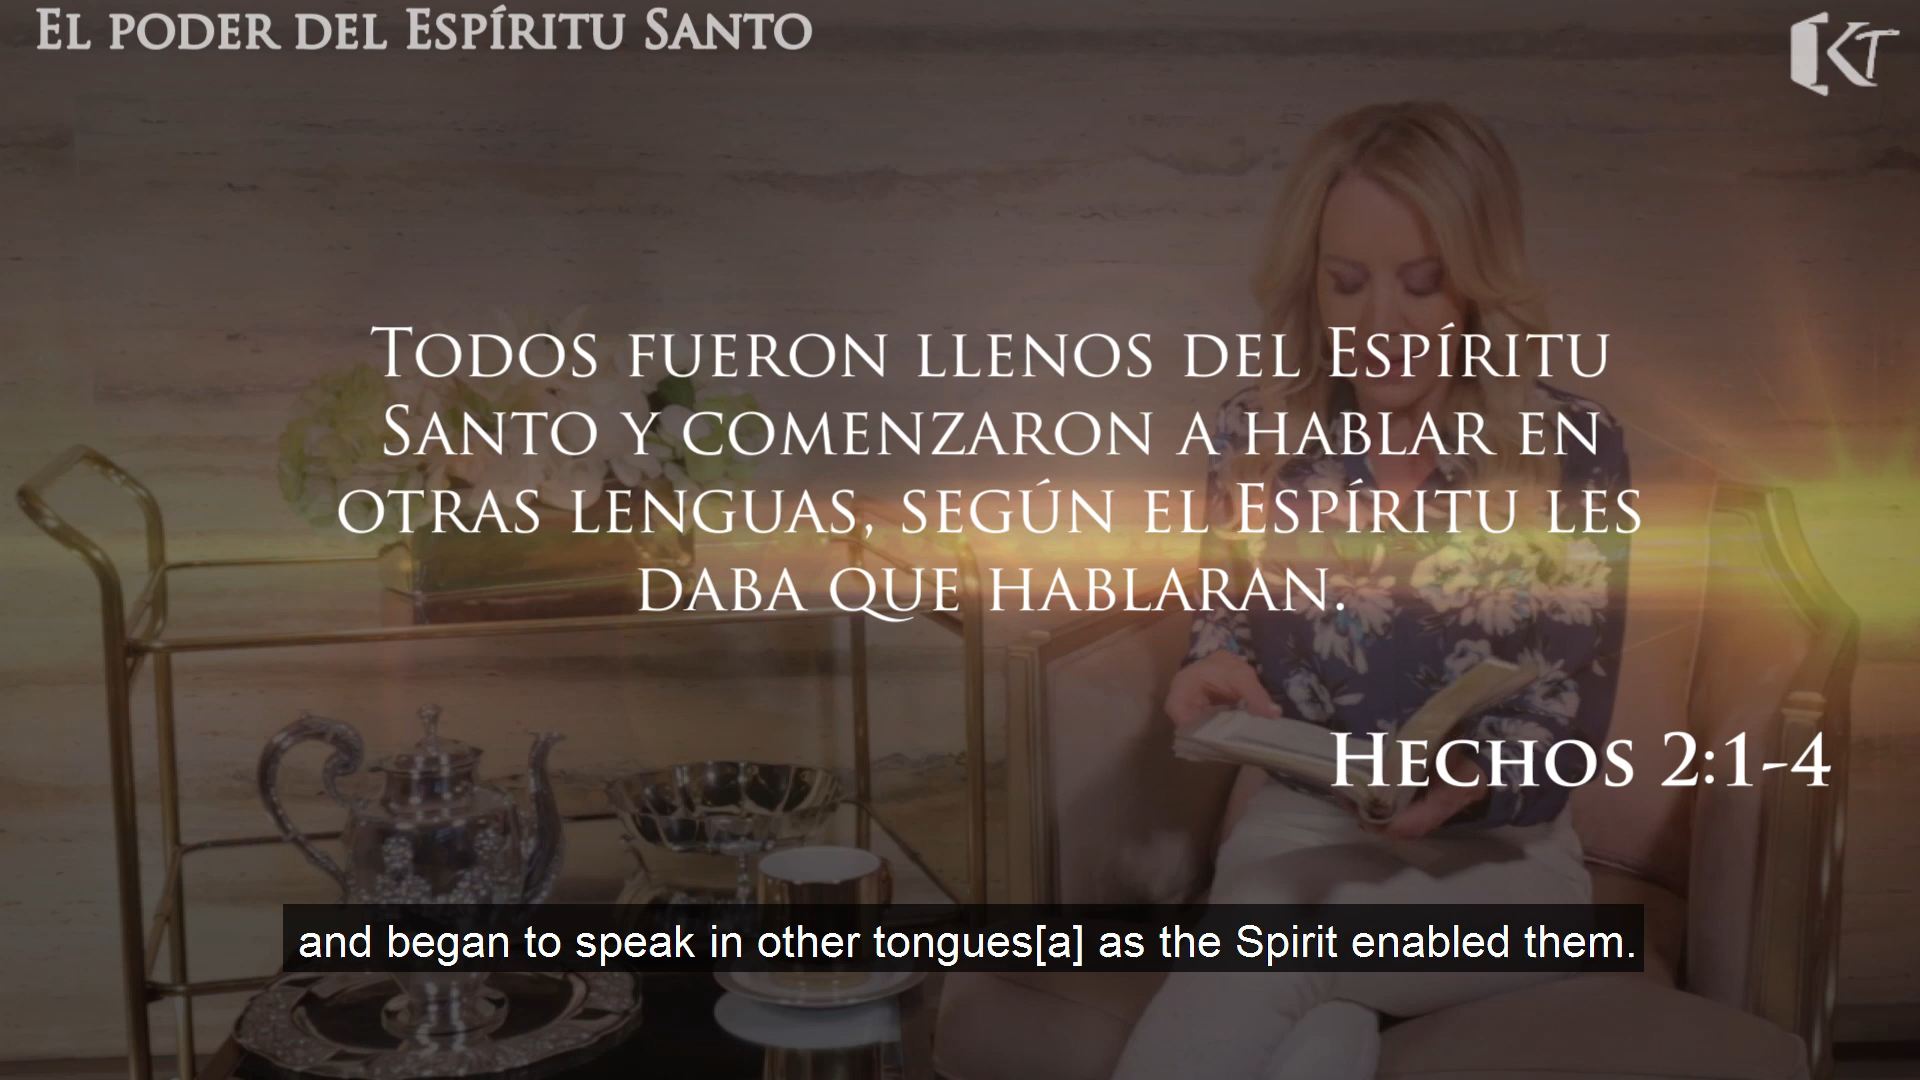 El poder del Espíritu Santo
KT
Todos fueron llenos del Espíritu
Santo y comenzaron a hablar en
otras lenguas, según el Espíritu les
daba que hablaran.
Hechos 2:1-4
and began to speak in other tongues[a] as the Spirit enabled them.